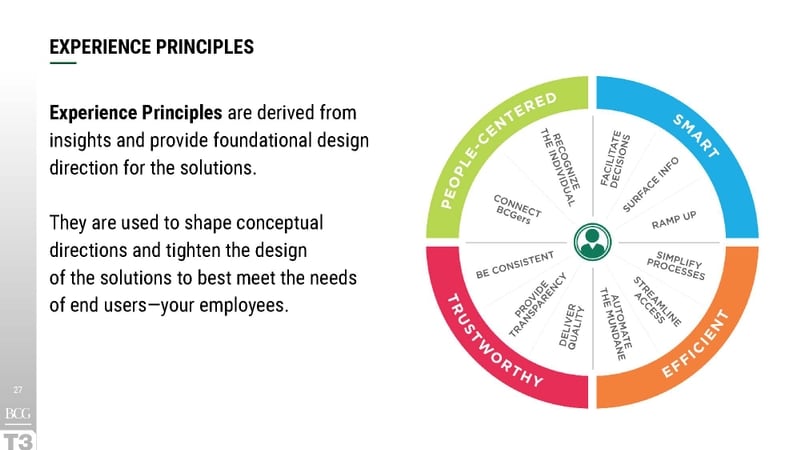 EXPERIENCE PRINCIPLES
Experience Principles are derived from
insights and provide foundational design
direction for the solutions.
They are used to shape conceptual
directions and tighten the design
of the solutions to best meet the needs
of end users—your employees.
PEOPLE-CENTERED
RECOGNIZE
THE INDIVIDUAL
CONNECT
BCGers
SMART
FACILITATE
DECISIONS
SURFACE INFO
RAMP UP
EFFICIENT
SIMPLIFY
PROCESSES
STREAMLINE
ACCESS
AUTOMATE
THE MUNDANE
TRUSTWORTHY
BE CONSISTENT
PROVIDE
TRANSPARENCY
DELIVER
QUALITY
27
BCG
T3